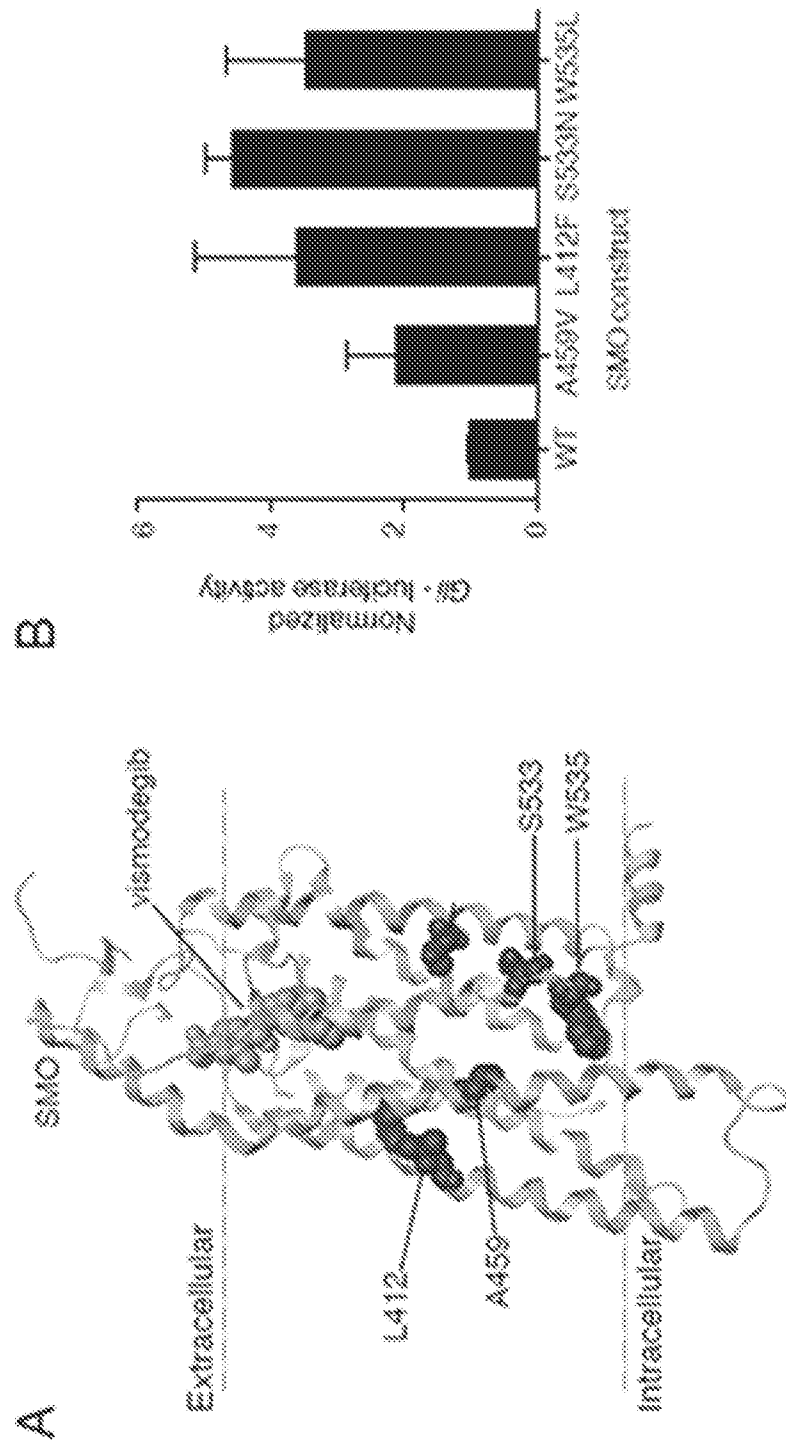 A
SMO
vismodegib
Extracellular
L412
A459
S533
W535
Intracellular
B
Normalized
Gli - luciferase activity
6
4
2
0
WT A459V L412F S533N W535L
SMO construct